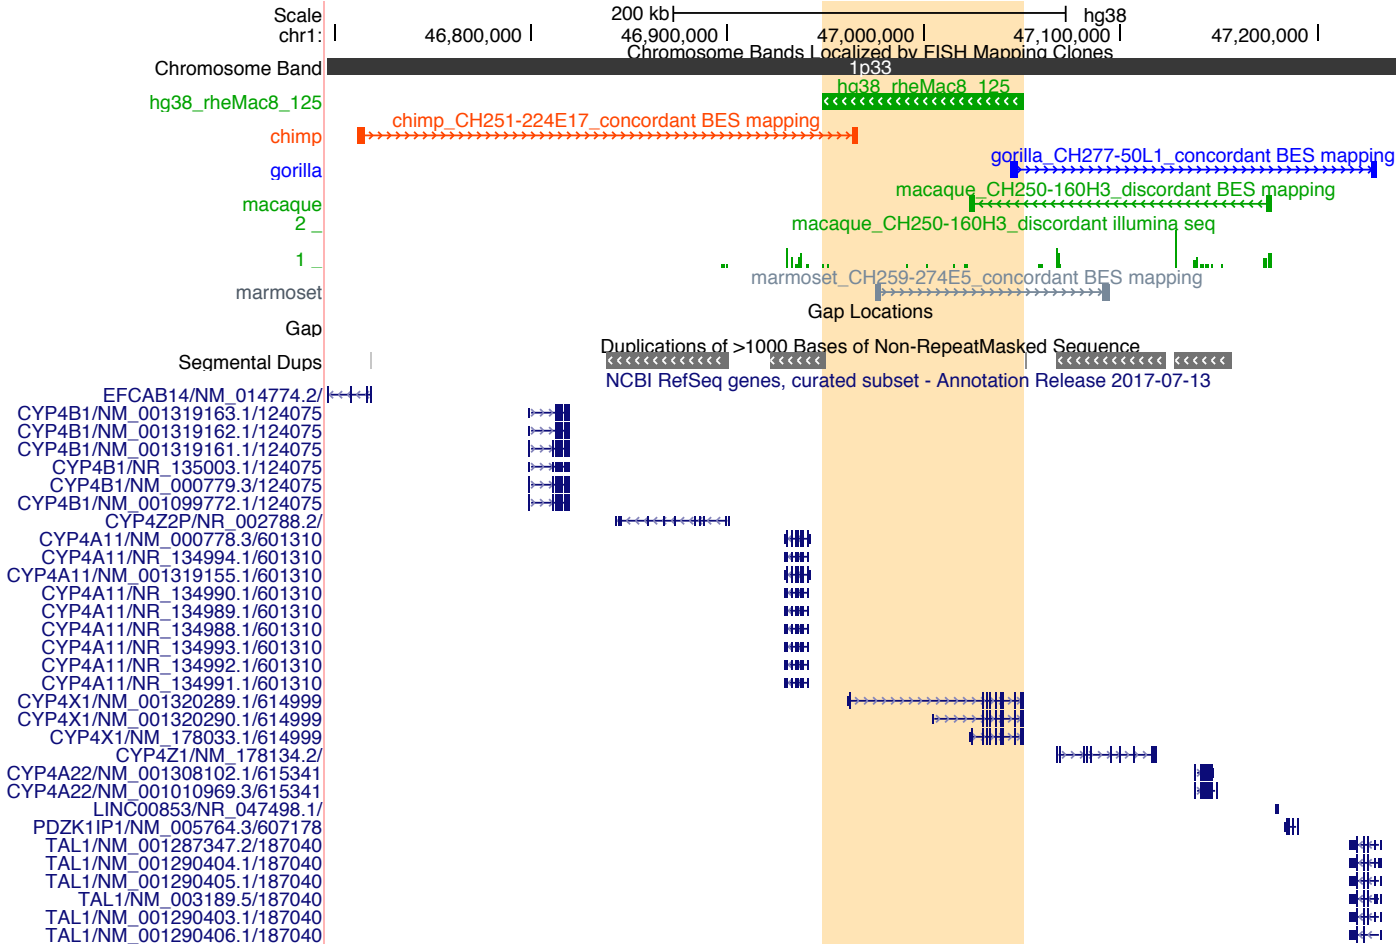 Scale 200 kb hg38
chr1: 46,800,000 46,900,000 47,000,000 47,100,000 47,200,000
Chromosome Bands Localized by FISH Mapping Clones
Chromosome Band 1p33
hg38_rheMac8_125
hg38_rheMac8_125
chimp_CH251-224E17_concordant BES mapping
chimp
gorilla_CH277-50L1_concordant BES mapping
gorilla
macaque_CH250-160H3_discordant BES mapping
macaque
2 _ macaque_CH250-160H3_discordant illumina seq
1 _
marmoset_CH259-274E5_concordant BES mapping
marmoset
Gap Locations
Gap
Duplications of >1000 Bases of Non-RepeatMasked Sequence
Segmental Dups
NCBI RefSeq genes, curated subset - Annotation Release 2017-07-13
EFCAB14/NM_014774.2/
CYP4B1/NM_001319163.1/124075
CYP4B1/NM_001319162.1/124075
CYP4B1/NM_001319161.1/124075
CYP4B1/NR_135003.1/124075
CYP4B1/NM_000779.3/124075
CYP4B1/NM_001099772.1/124075
CYP4Z2P/NR_002788.2/
CYP4A11/NM_000778.3/601310
CYP4A11/NR_134994.1/601310
CYP4A11/NM_001319155.1/601310
CYP4A11/NR_134990.1/601310
CYP4A11/NR_134989.1/601310
CYP4A11/NR_134988.1/601310
CYP4A11/NR_134993.1/601310
CYP4A11/NR_134992.1/601310
CYP4A11/NR_134991.1/601310
CYP4X1/NM_001320289.1/614999
CYP4X1/NM_001320290.1/614999
CYP4X1/NM_178033.1/614999
CYP4Z1/NM_178134.2/
CYP4A22/NM_001308102.1/615341
CYP4A22/NM_001010969.3/615341
LINC00853/NR_047498.1/
PDZK1IP1/NM_005764.3/607178
TAL1/NM_001287347.2/187040
TAL1/NM_001290404.1/187040
TAL1/NM_001290405.1/187040
TAL1/NM_003189.5/187040
TAL1/NM_001290403.1/187040
TAL1/NM_001290406.1/187040